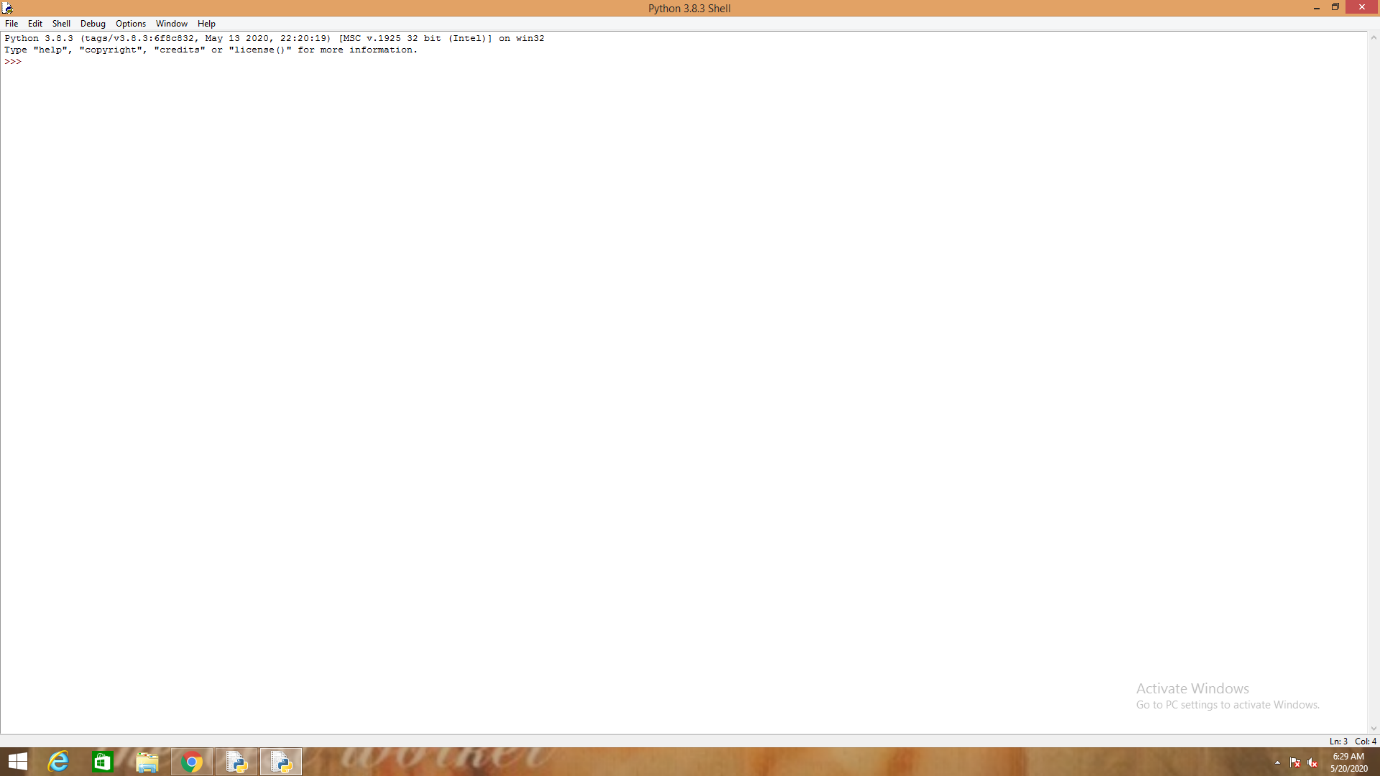 Python 3.8.3 Shell
File Edit Shell Debug Options Window Help
Python 3.8.3 (tags/v3.8.3:6f8c832, May 13 2020, 22:20:19) [MSC v.1925 32 bit (Intel)] on win32
Type "help", "copyright", "credits" or "license()" for more information.
>>>
Activate Windows
Go to PC settings to activate Windows.
Ln: 3 Col: 4
worker
6:29 AM
5/20/2020